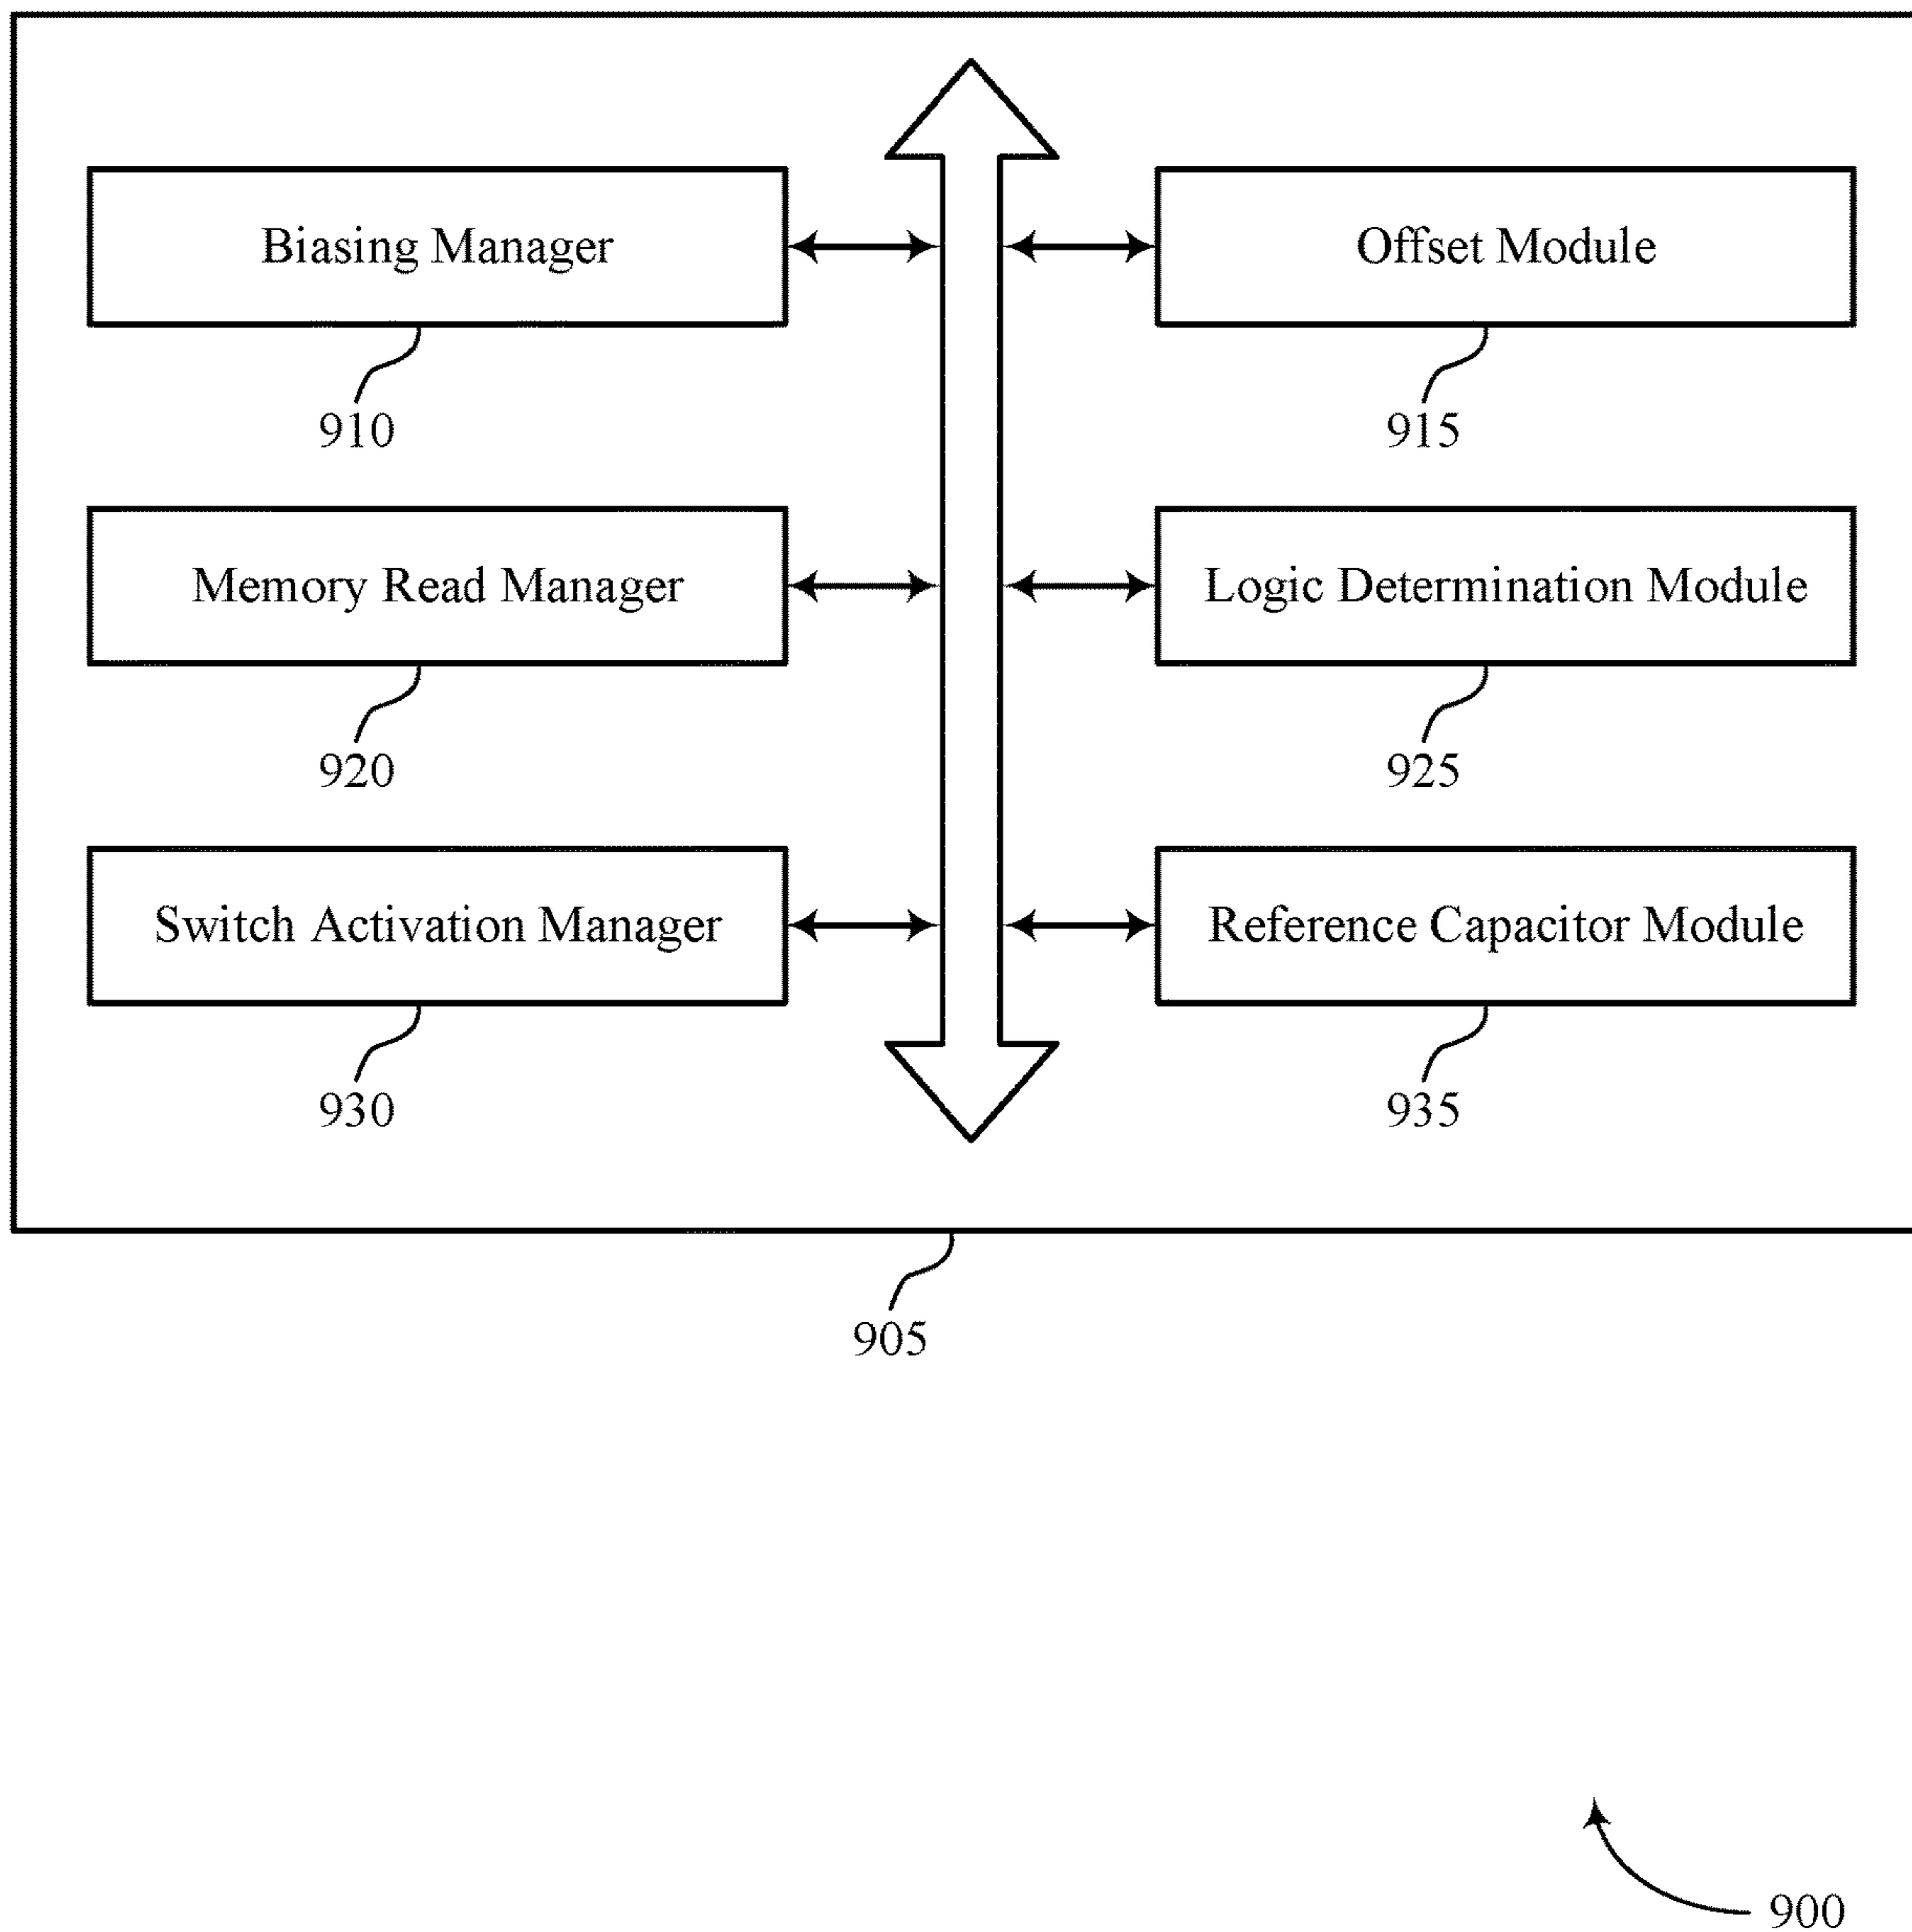 Biasing Manager
Offset Module
910
915
Memory Read Manager
Logic Determination Module
920
925
Switch Activation Manager
Reference Capacitor Module
930
935
905
900